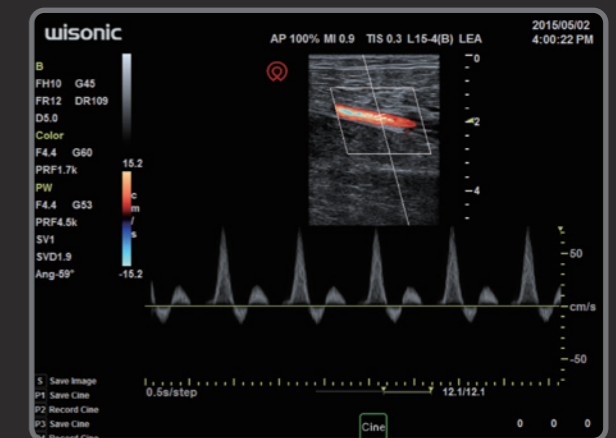 wisonic
2015/05/02
AP 100% MI 0.9 TIS 0.3 L15-4(B) LEA
4:00:22 PM
B
FH10 G45
FR12 DR109
D5.0
Color
F4.4 G60
PRF1.7k
PW
F4.4 G53
PRF4.5k
SV1
SVD1.9
Ang-59°
15.2
c
m
/
s
-15.2
0
2
4
50
cm/s
-50
S Save Image
P1 Save Cine
P2 Record Cine
P3 Save Cine
P4 Record Cine
0.5s/step
12.1/12.1
Cine
0 0 0